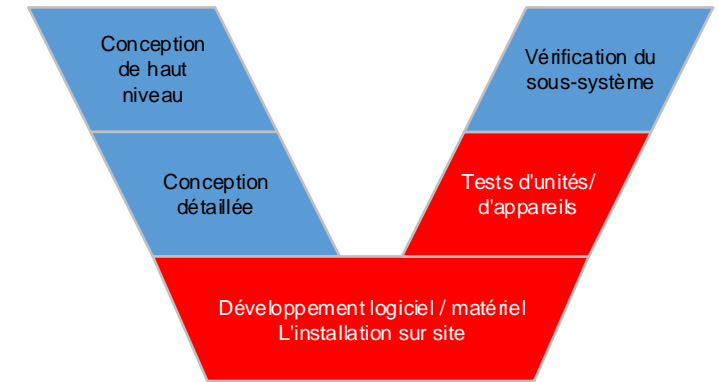 Conception
de haut
niveau
Vérification du
sous-système
Conception
détaillée
Tests d'unités/
d'appareils
Développement logiciel / matériel
L'installation sur site